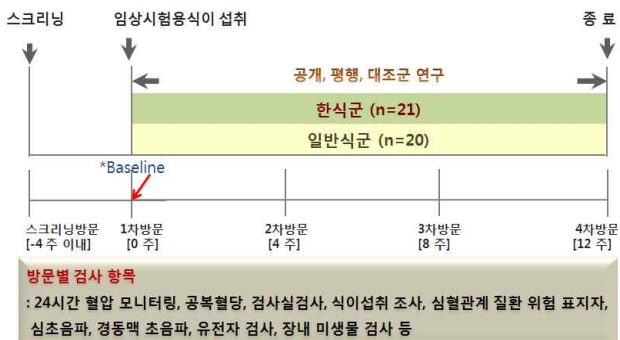 스크리닝
임상시험용식이 섭취
종 료
공개, 평행, 대조군 연구
한식군 (n=21)
일반식군 (n=20)
*Baseline
스크리닝방문
[-4 주 이내]
1차방문
[0 주]
2차방문
[4 주]
3차방문
[8 주]
4차방문
[12 주]
방문별 검사 항목
: 24시간 혈압 모니터링, 공복혈당, 검사실검사, 식이섭취 조사, 심혈관계 질환 위험 표지자,
심초음파, 경동맥 초음파, 유전자 검사, 장내 미생물 검사 등